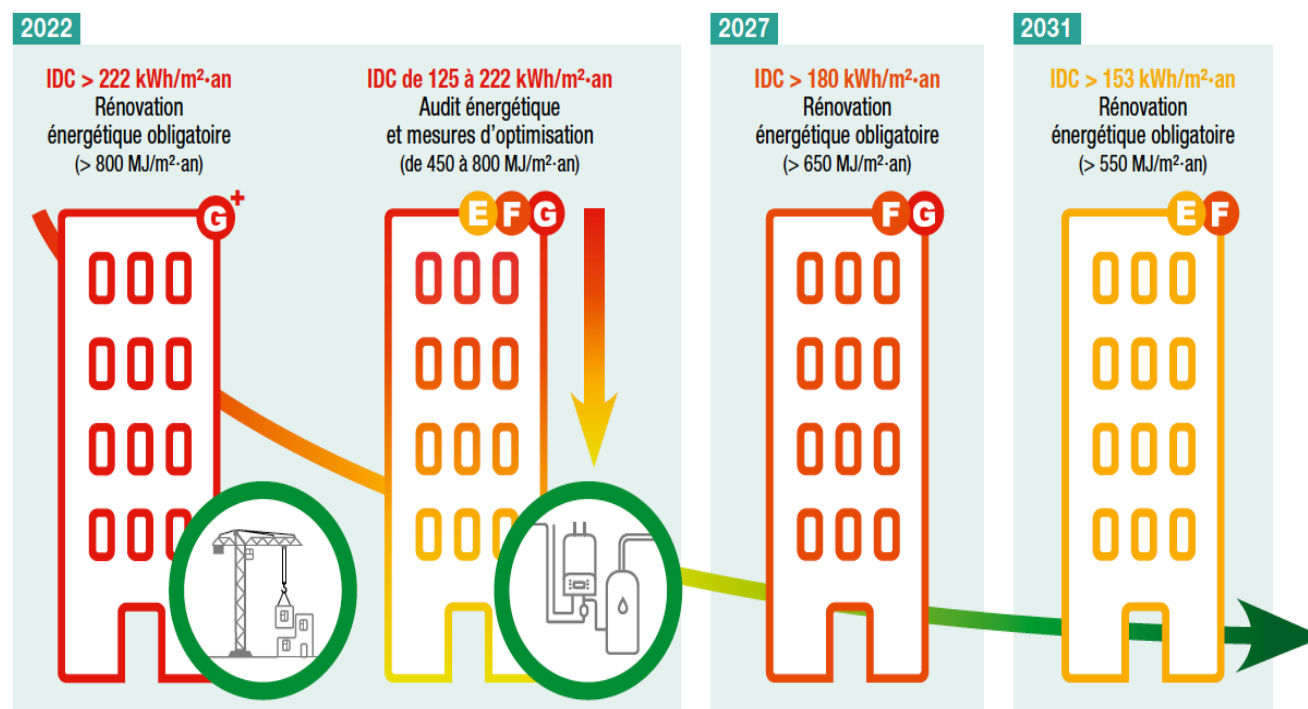 2022
IDC > 222 kWh/m²·an
Rénovation
énergétique obligatoire
(> 800 MJ/m²·an)
G+
IDC de 125 à 222 kWh/m²·an
Audit énergétique
et mesures d’optimisation
(de 450 à 800 MJ/m²·an)
E F G
2027
IDC > 180 kWh/m²·an
Rénovation
énergétique obligatoire
(> 650 MJ/m²·an)
F G
2031
IDC > 153 kWh/m²·an
Rénovation
énergétique obligatoire
(> 550 MJ/m²·an)
E F